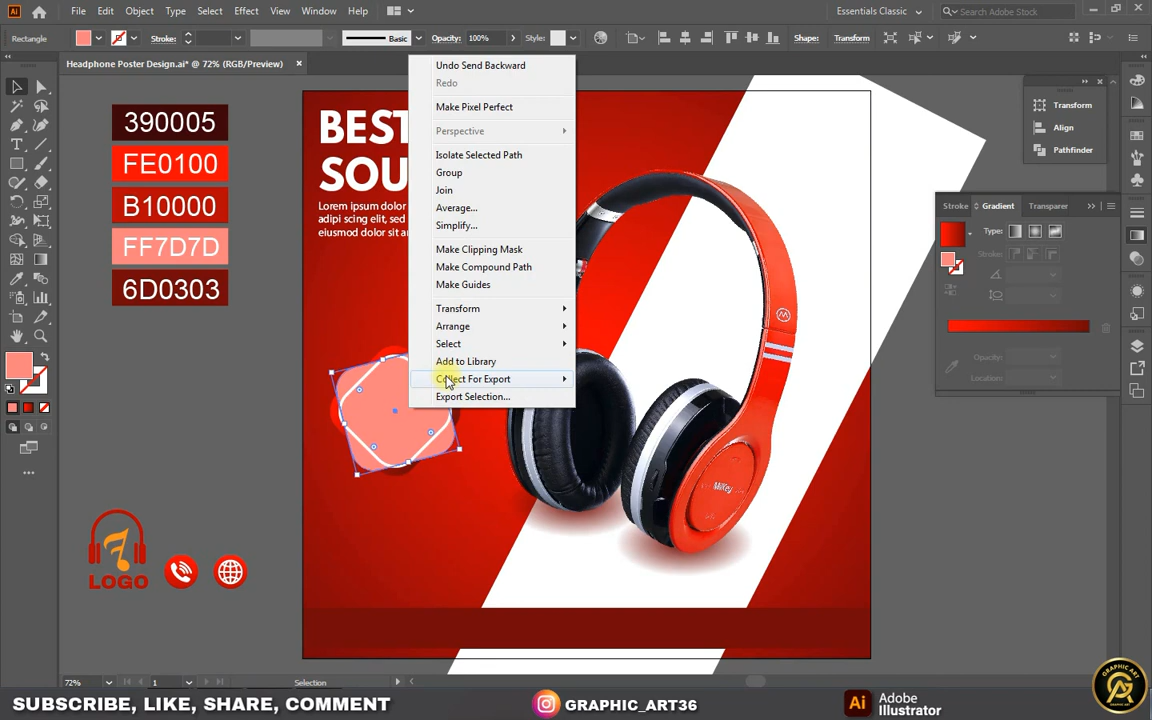 File Edit Object Type Select Effect View Window Help
Essentials Classic
Search Adobe Stock
Rectangle
Stroke:
Basic
Opacity: 100%
Style:
Shape:
Transform
Headphone Poster Design.ai* @ 72% (RGB/Preview)
Undo Send Backward
Redo
Make Pixel Perfect
Perspective
Isolate Selected Path
Group
Join
Average...
Simplify...
Make Clipping Mask
Make Compound Path
Make Guides
Transform
Arrange
Select
Add to Library
Collect For Export
Export Selection...
390005
FE0100
B10000
FF7D7D
6D0303
BEST
SOU
Lorem ipsum dolor
adipi scing elit, sed
eiusmod dolor sit
LOGO
MiKey
Transform
Align
Pathfinder
Stroke Gradient Transparer
Type:
Stroke:
Opacity:
Location:
72%
1
Selection
SUBSCRIBE, LIKE, SHARE, COMMENT
GRAPHIC_ART36
Ai Adobe
Illustrator
GRAPHIC ART